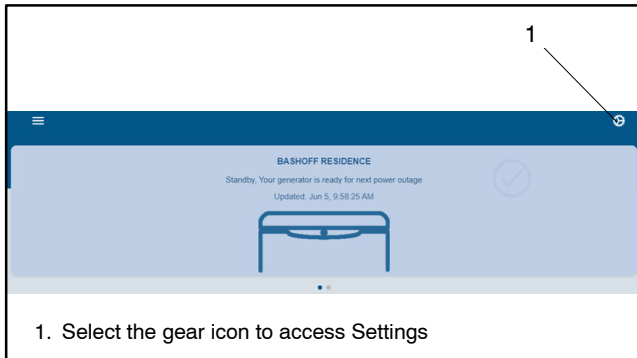 1
BASHOFF RESIDENCE
Standby, Your generator is ready for next power outage
Updated: Jun 5, 9:58:25 AM
1. Select the gear icon to access Settings